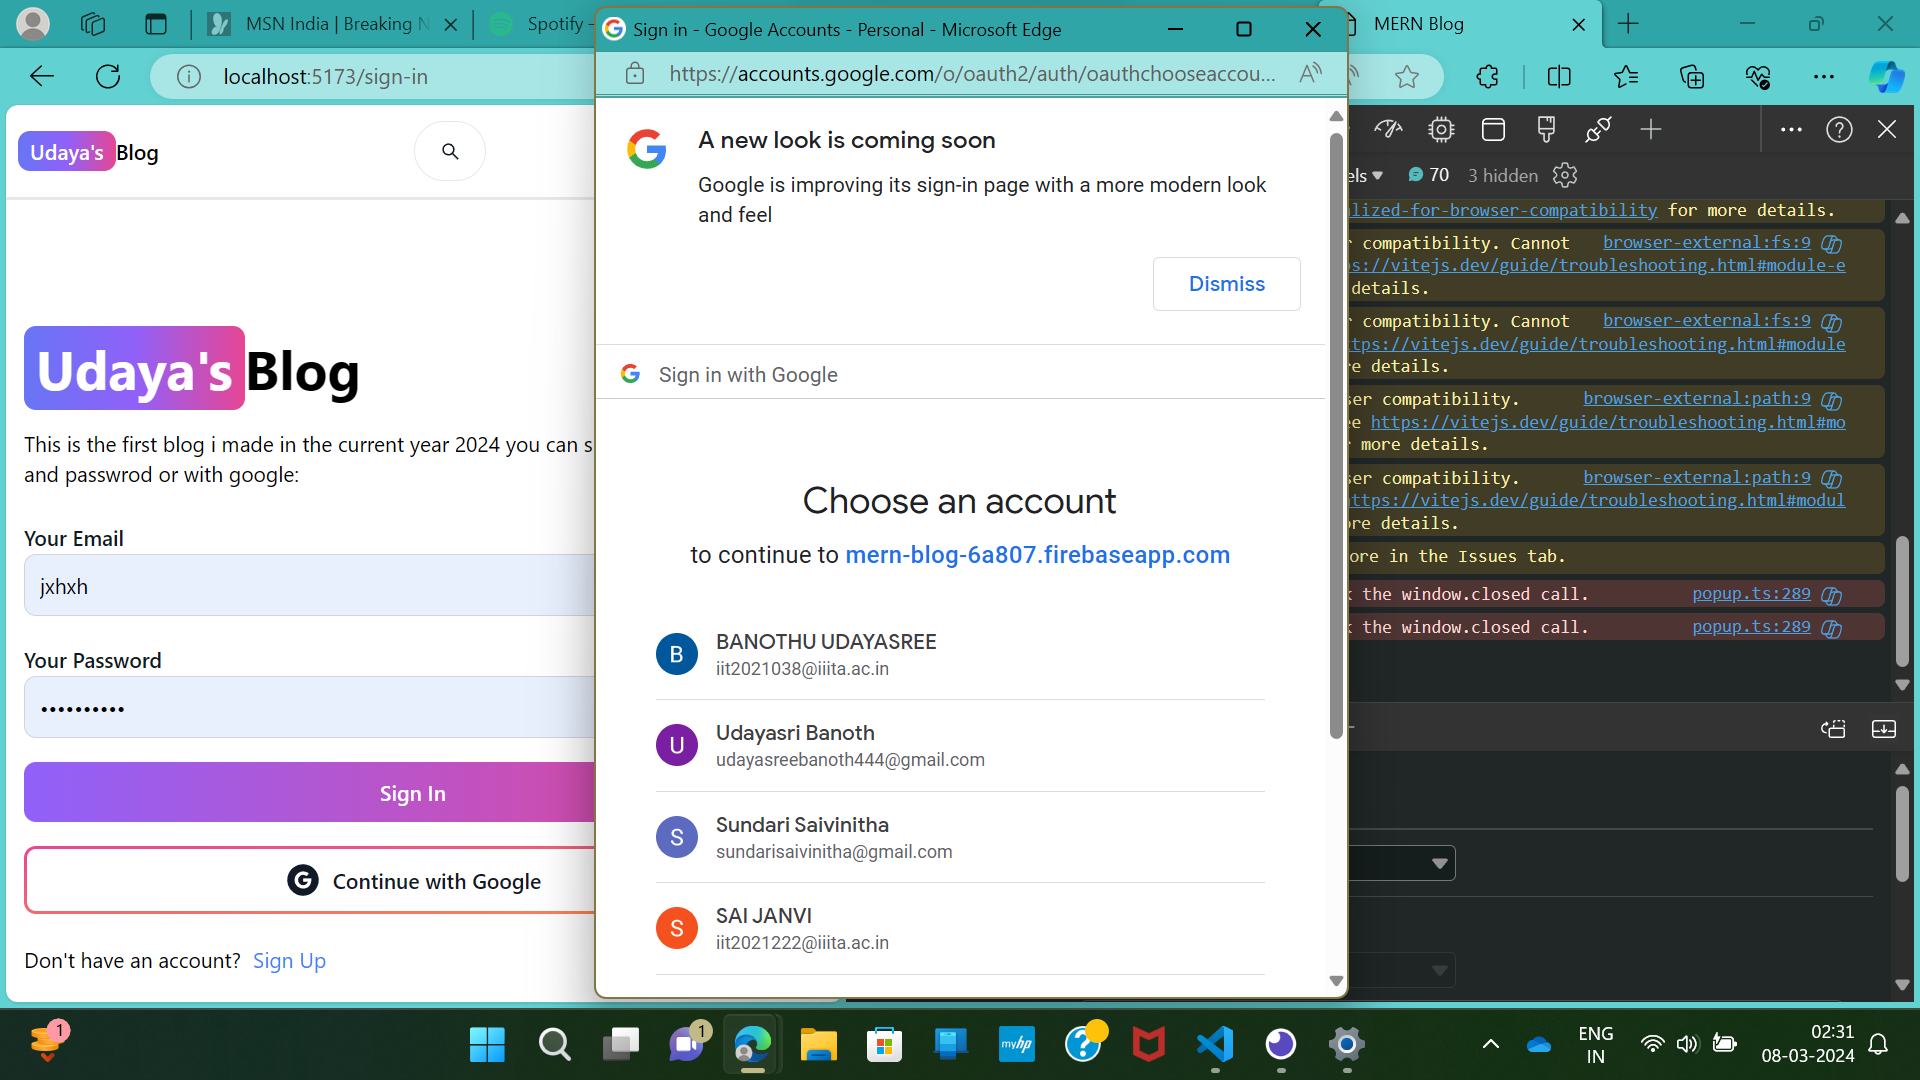 MSN India | Breaking N
Spotify -
MERN Blog
localhost:5173/sign-in
Udaya's Blog
Udaya's Blog
This is the first blog i made in the current year 2024 you can s
and passwrod or with google:
Your Email
jxhxh
Your Password
••••••••••
Sign In
G Continue with Google
Don't have an account? Sign Up
Sign in - Google Accounts - Personal - Microsoft Edge
https://accounts.google.com/o/oauth2/auth/oauthchooseaccou...
A new look is coming soon
Google is improving its sign-in page with a more modern look
and feel
Dismiss
Sign in with Google
Choose an account
to continue to mern-blog-6a807.firebaseapp.com
B BANOTHU UDAYASREE
iit2021038@iiita.ac.in
U Udayasri Banoth
udayasreebanoth444@gmail.com
S Sundari Saivinitha
sundarisaivinitha@gmail.com
S SAI JANVI
iit2021222@iiita.ac.in
els 70 3 hidden
lized-for-browser-compatibility for more details.
compatibility. Cannot browser-external:fs:9
s://vitejs.dev/guide/troubleshooting.html#module-e
details.
compatibility. Cannot browser-external:fs:9
ttps://vitejs.dev/guide/troubleshooting.html#module
e details.
ser compatibility. browser-external:path:9
ee https://vitejs.dev/guide/troubleshooting.html#mo
more details.
ser compatibility. browser-external:path:9
ttps://vitejs.dev/guide/troubleshooting.html#modul
ore details.
ore in the Issues tab.
k the window.closed call. popup.ts:289
k the window.closed call. popup.ts:289
1
1
myhp
ENG
IN
02:31
08-03-2024